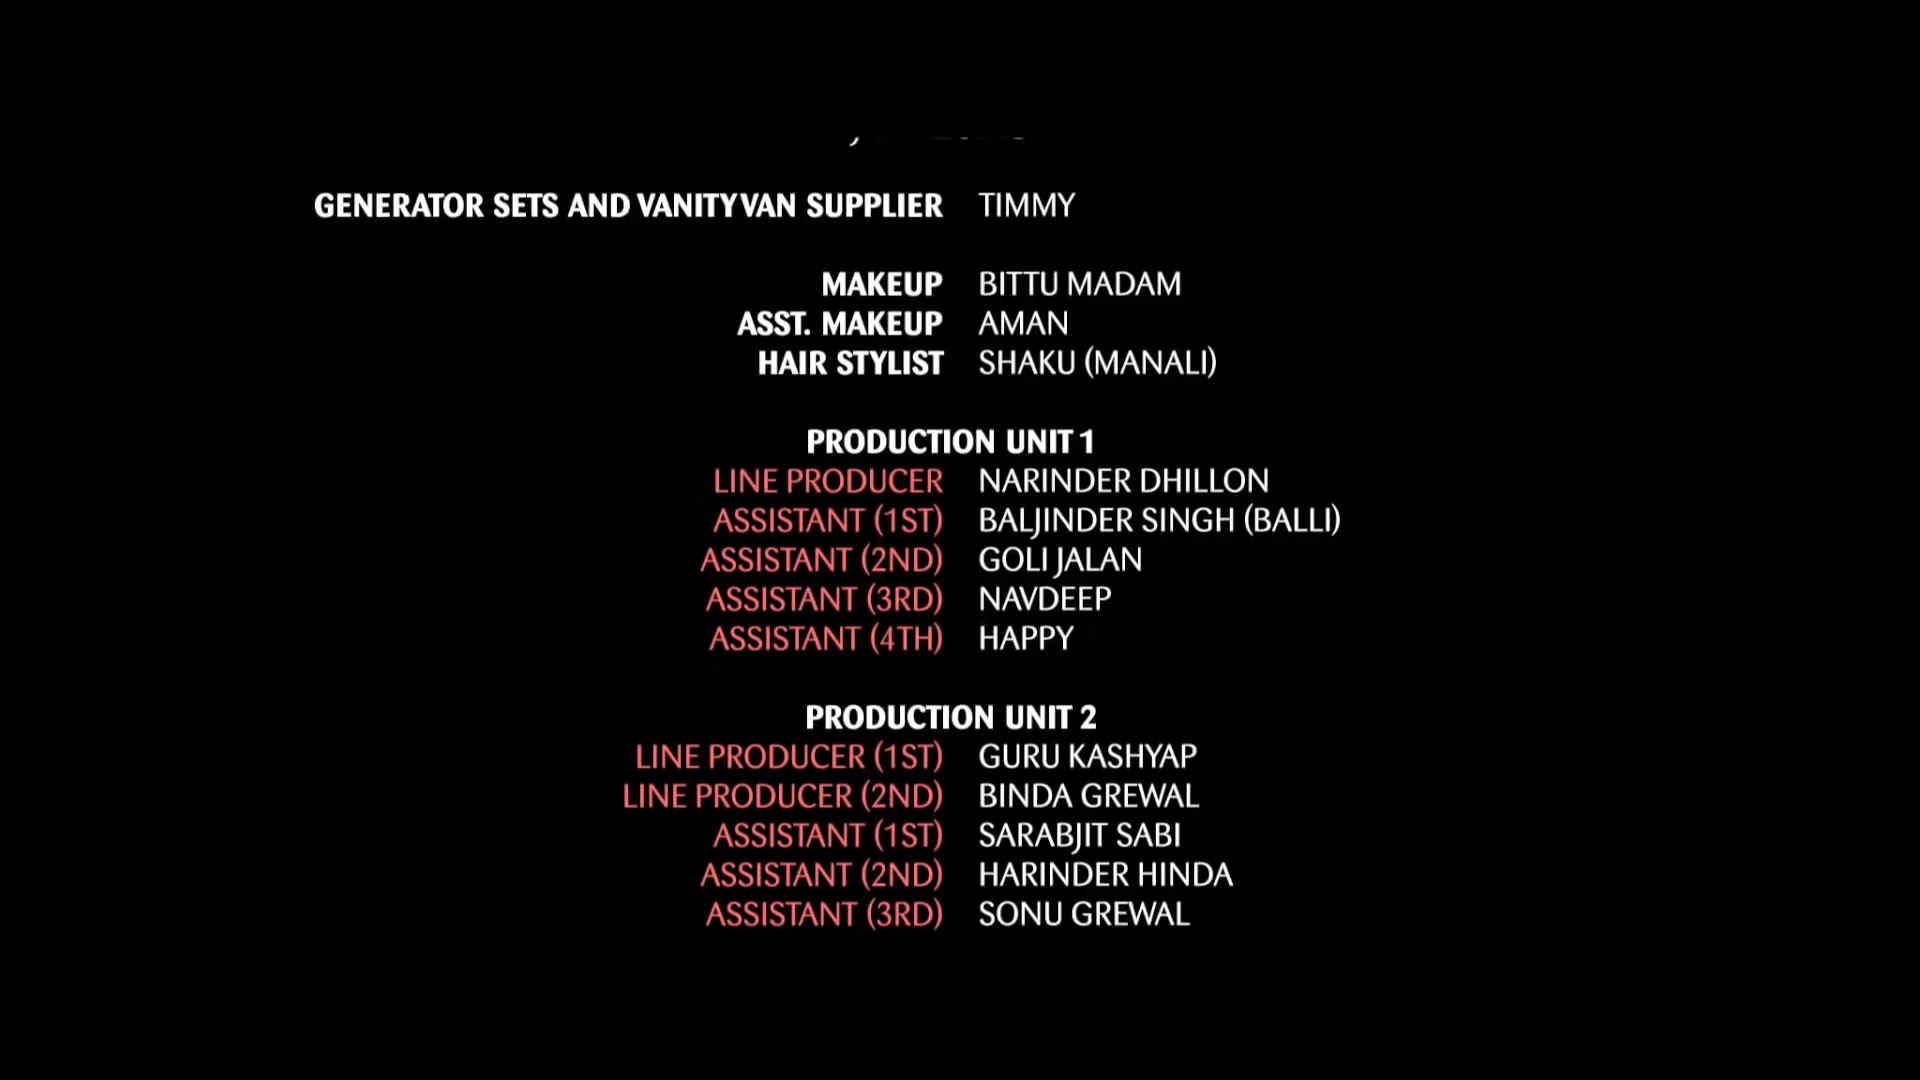 GENERATOR SETS AND VANITYVAN SUPPLIER TIMMY
MAKEUP BITTU MADAM
ASST. MAKEUP AMAN
HAIR STYLIST SHAKU (MANALI)
PRODUCTION UNIT 1
LINE PRODUCER NARINDER DHILLON
ASSISTANT (1ST) BALJINDER SINGH (BALLI)
ASSISTANT (2ND) GOLI JALAN
ASSISTANT (3RD) NAVDEEP
ASSISTANT (4TH) HAPPY
PRODUCTION UNIT 2
LINE PRODUCER (1ST) GURU KASHYAP
LINE PRODUCER (2ND) BINDA GREWAL
ASSISTANT (1ST) SARABJIT SABI
ASSISTANT (2ND) HARINDER HINDA
ASSISTANT (3RD) SONU GREWAL